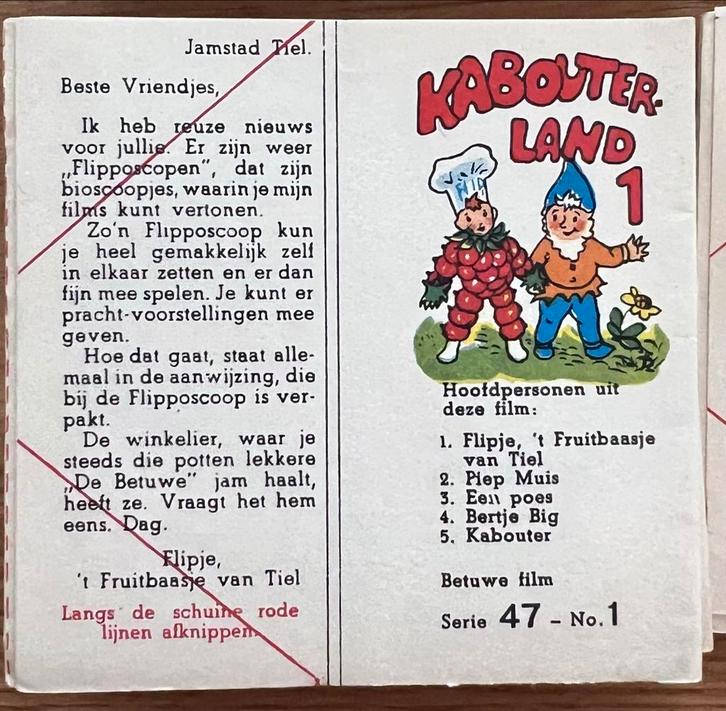 Jamstad Tiel.
Beste Vriendjes,
Ik heb reuze nieuws
voor jullie. Er zijn weer
„Flipposcopen”, dat zijn
bioscoopjes, waarin je mijn
films kunt vertonen.
Zo'n Flipposcoop kun
je heel gemakkelijk zelf
in elkaar zetten en er dan
fijn mee spelen. Je kunt er
pracht-voorstellingen mee
geven.
Hoe dat gaat, staat alle-
maal in de aanwijzing, die
bij de Flipposcoop is ver-
pakt.
De winkelier, waar je
steeds die potten lekkere
„De Betuwe” jam haalt,
heeft ze. Vraagt het hem
eens. Dag.
Flipje,
't Fruitbaasje van Tiel
Langs de schuine rode
lijnen afknippen.
KABOUTER-
LAND
1
Hoofdpersonen uit
deze film:
1. Flipje, 't Fruitbaasje
van Tiel
2. Piep Muis
3. Een poes
4. Bertje Big
5. Kabouter
Betuwe film
Serie 47 - No. 1